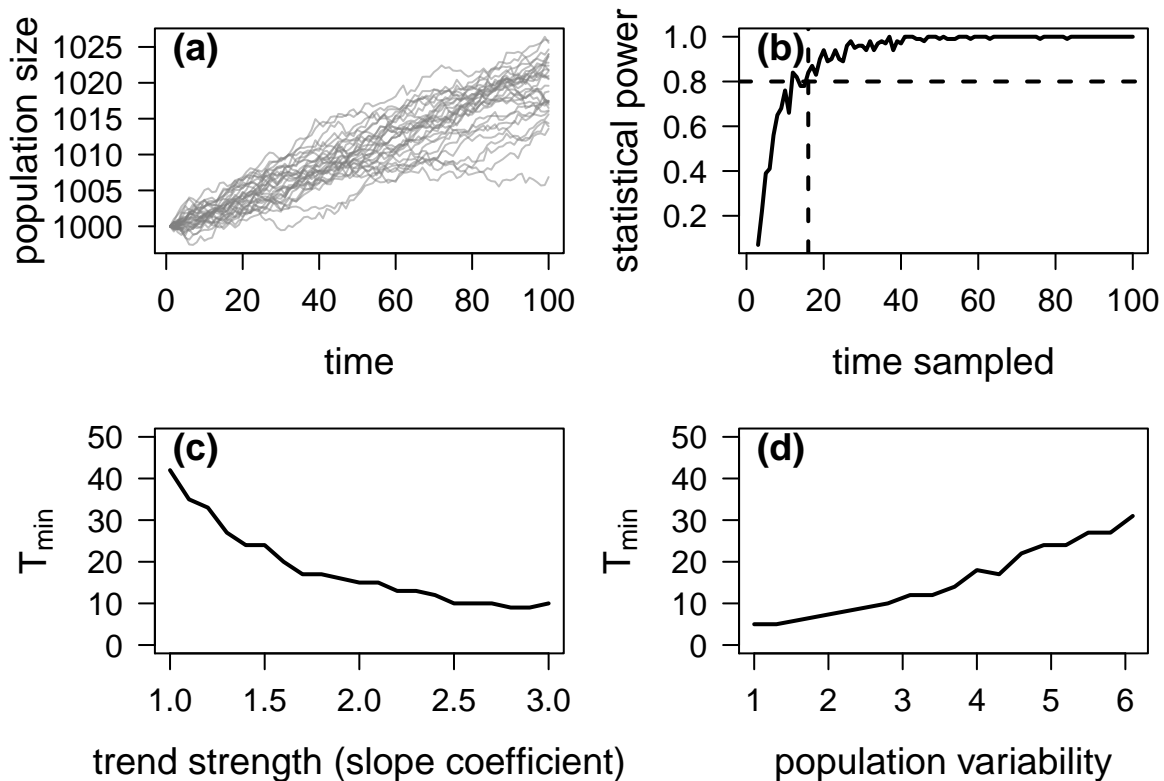 (a)
population size
1025
1020
1015
1010
1005
1000
0 20 40 60 80 100
time
(b)
statistical power
1.0
0.8
0.6
0.4
0.2
0 20 40 60 80 100
time sampled
(c)
T_min
50
40
30
20
10
0
1.0 1.5 2.0 2.5 3.0
trend strength (slope coefficient)
(d)
T_min
50
40
30
20
10
0
1 2 3 4 5 6
population variability